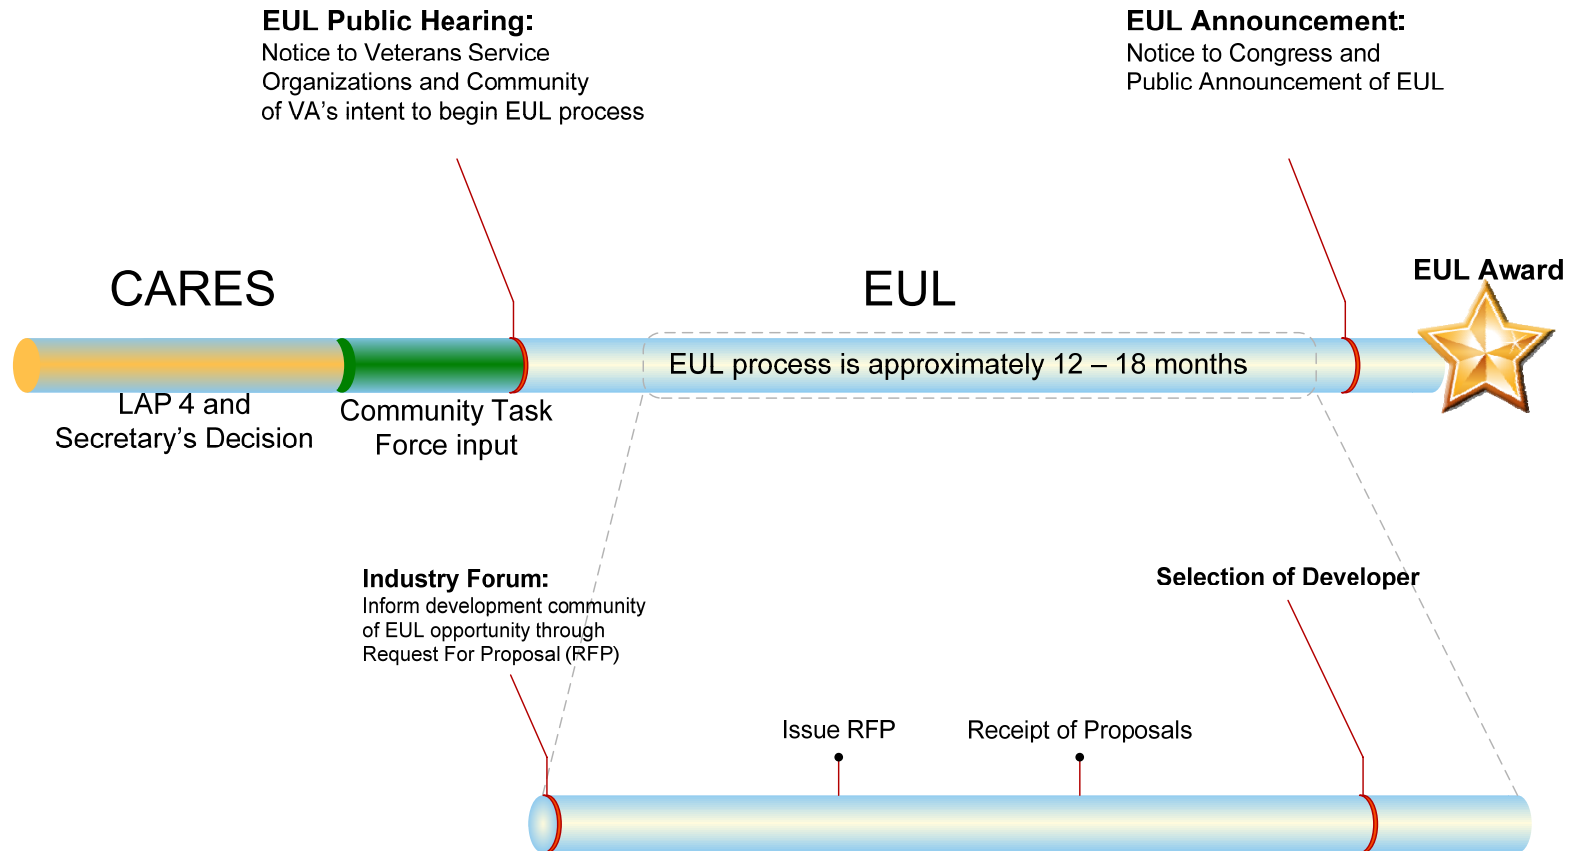 EUL Public Hearing:
Notice to Veterans Service
Organizations and Community
of VA's intent to begin EUL process
EUL Announcement:
Notice to Congress and
Public Announcement of EUL
CARES
EUL
EUL Award
EUL process is approximately 12 – 18 months
LAP 4 and
Secretary's Decision
Community Task
Force input
Industry Forum:
Inform development community
of EUL opportunity through
Request For Proposal (RFP)
Selection of Developer
Issue RFP
Receipt of Proposals